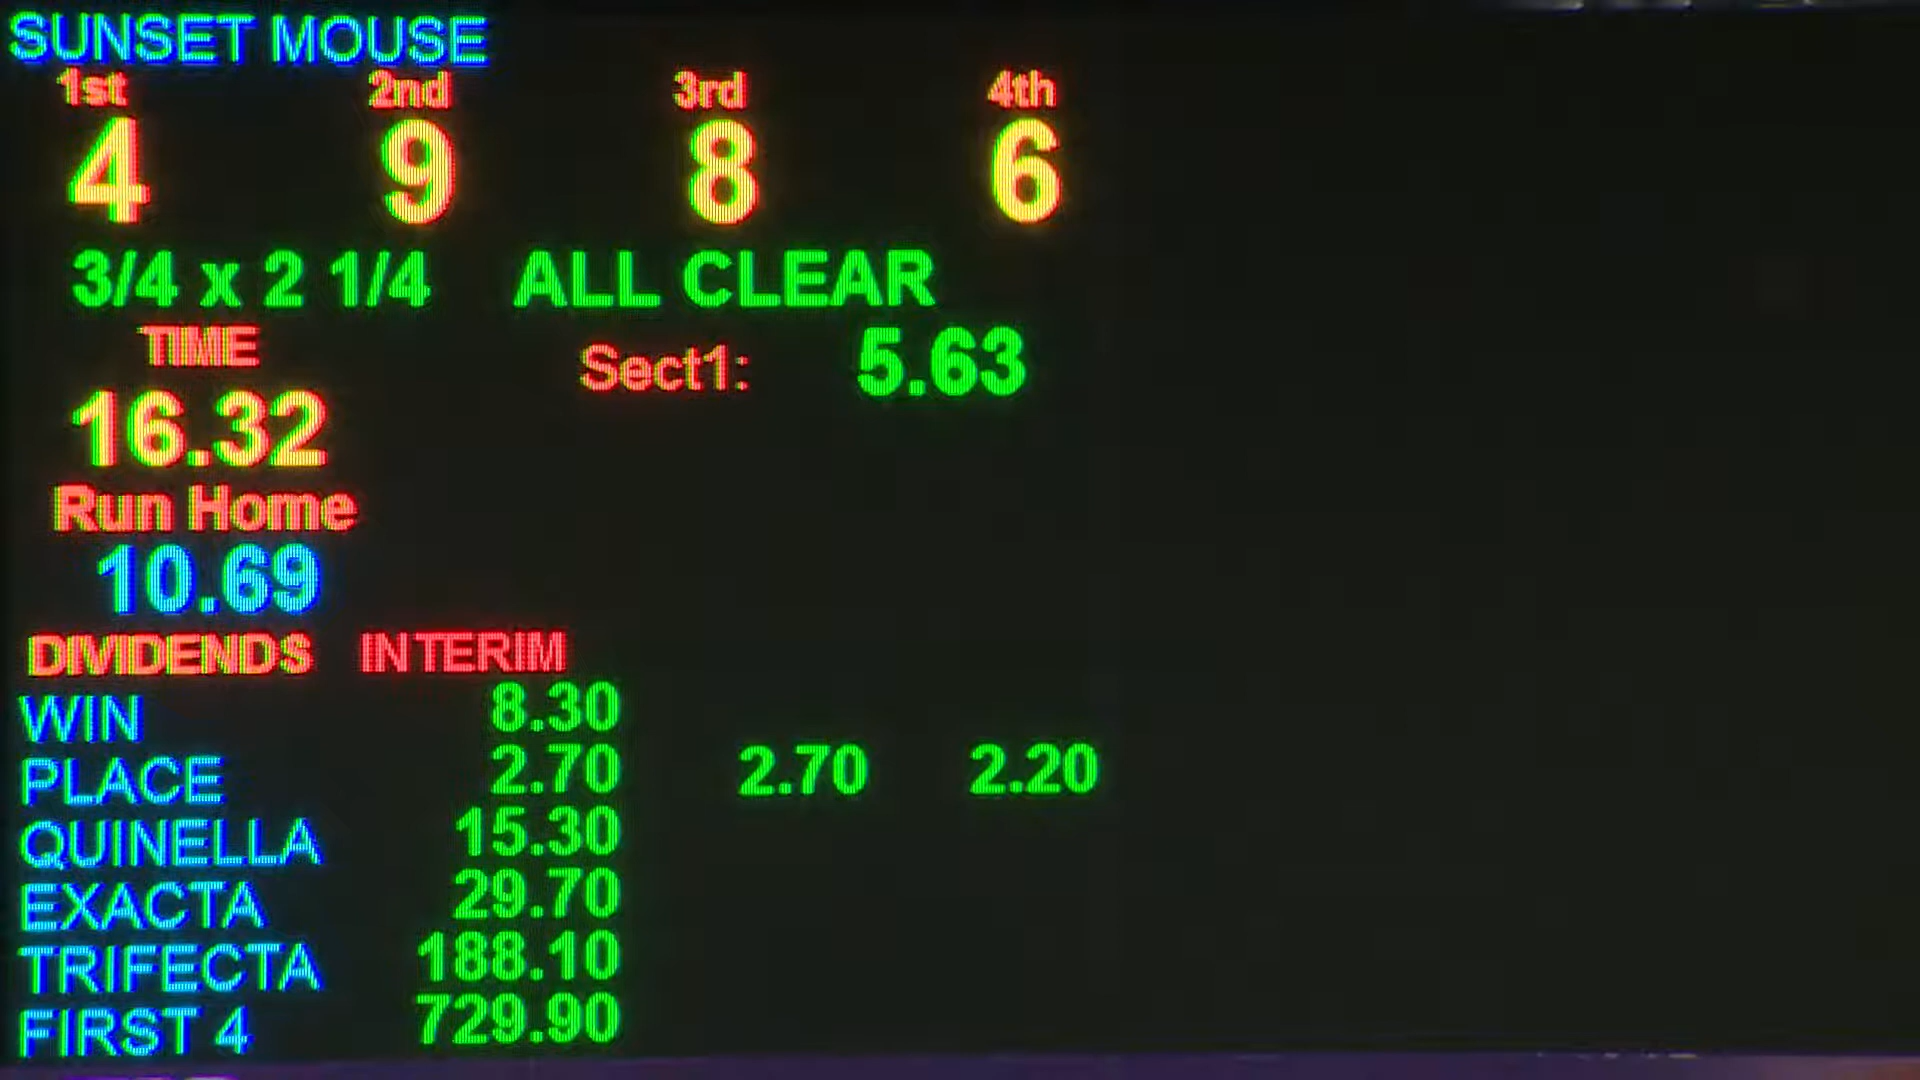 SUNSET MOUSE
1st 2nd 3rd 4th
4 9 8 6
3/4 x 2 1/4 ALL CLEAR
TIME
Sect1: 5.63
16.32
Run Home
10.69
DIVIDENDS INTERIM
WIN 8.30
PLACE 2.70 2.70 2.20
QUINELLA 15.30
EXACTA 29.70
TRIFECTA 188.10
FIRST 4 729.90